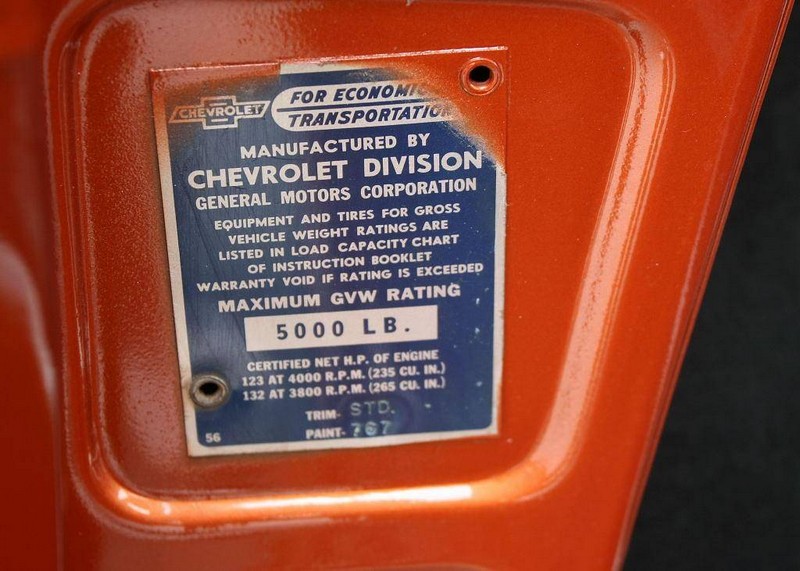 CHEVROLET
FOR ECONOMIC
TRANSPORTATION
MANUFACTURED BY
CHEVROLET DIVISION
GENERAL MOTORS CORPORATION
EQUIPMENT AND TIRES FOR GROSS
VEHICLE WEIGHT RATINGS ARE
LISTED IN LOAD CAPACITY CHART
OF INSTRUCTION BOOKLET
WARRANTY VOID IF RATING IS EXCEEDED
MAXIMUM GVW RATING
5000 LB.
CERTIFIED NET H.P. OF ENGINE
123 AT 4000 R.P.M. (235 CU. IN.)
132 AT 3800 R.P.M. (265 CU. IN.)
TRIM- STD.
56 PAINT- 767